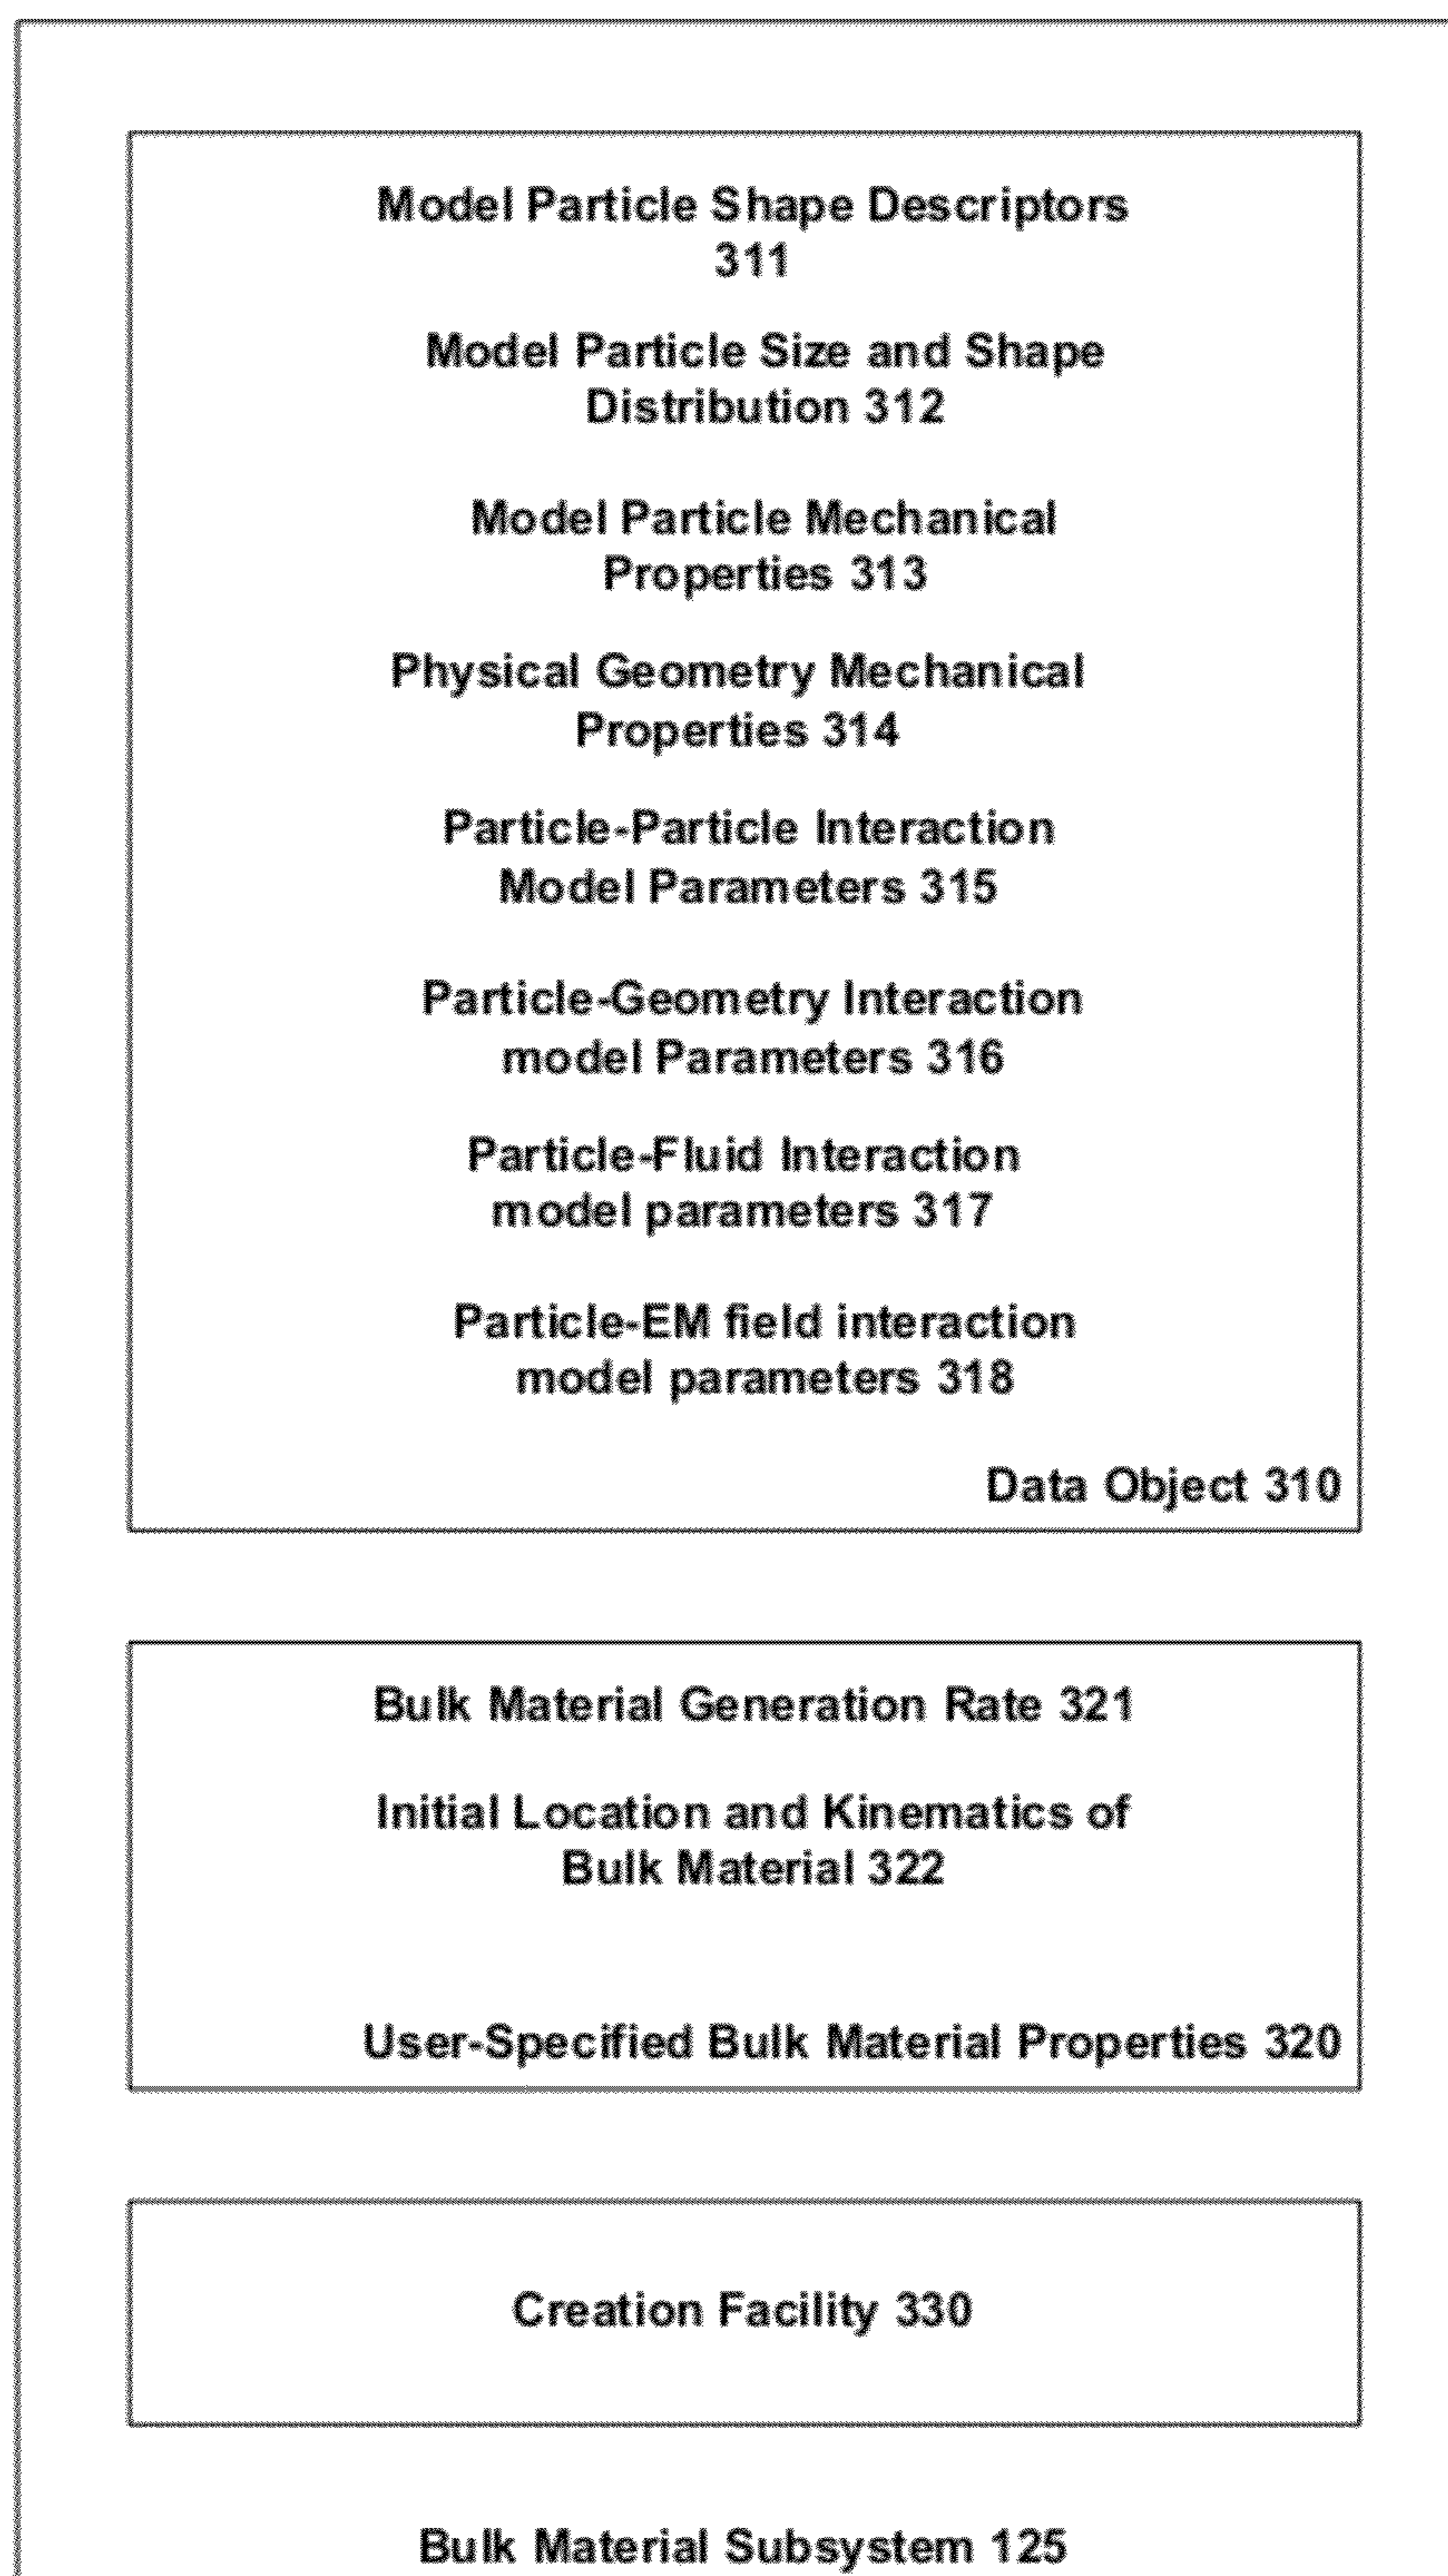 Model Particle Shape Descriptors
311
Model Particle Size and Shape
Distribution 312
Model Particle Mechanical
Properties 313
Physical Geometry Mechanical
Properties 314
Particle-Particle Interaction
Model Parameters 315
Particle-Geometry Interaction
model Parameters 316
Particle-Fluid Interaction
model parameters 317
Particle-EM field interaction
model parameters 318
Data Object 310
Bulk Material Generation Rate 321
Initial Location and Kinematics of
Bulk Material 322
User-Specified Bulk Material Properties 320
Creation Facility 330
Bulk Material Subsystem 125